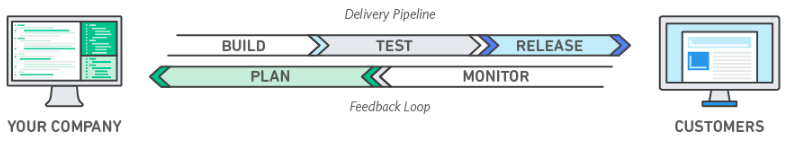 Delivery Pipeline
BUILD TEST RELEASE
PLAN MONITOR
Feedback Loop
YOUR COMPANY CUSTOMERS